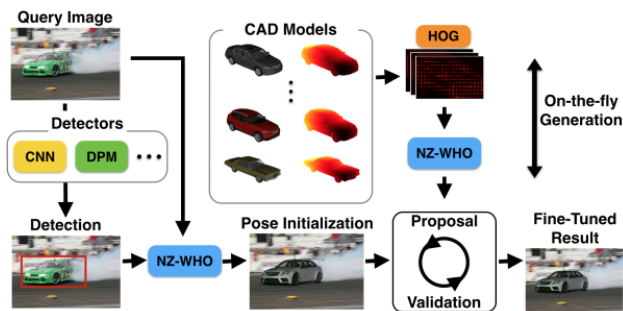 Query Image
CAD Models
HOG
On-the-fly
Generation
Detectors
CNN
DPM
NZ-WHO
Detection
NZ-WHO
Pose Initialization
Proposal
Validation
Fine-Tuned
Result